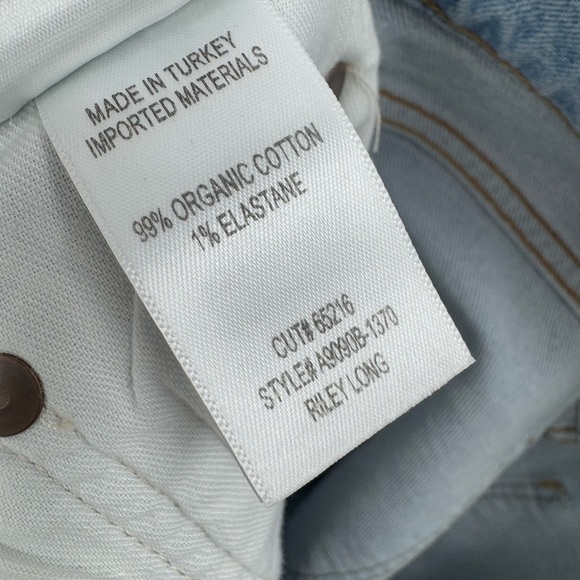 MADE IN TURKEY
IMPORTED MATERIALS
99% ORGANIC COTTON
1% ELASTANE
CUT# 65216
STYLE# A9090B-1370
RILEY LONG